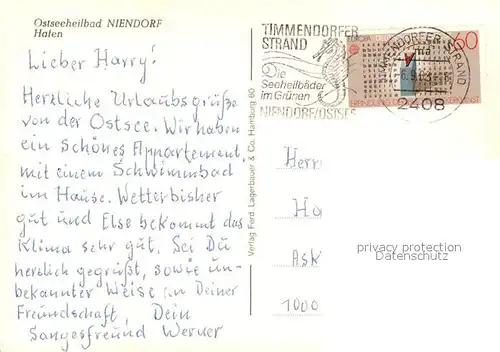 Ostseeheilbad NIENDORF
Hafen
Lieber Harry!
Herzliche Urlaubsgrüße
von der Ostsee. Wir haben
ein schönes Appartement,
mit einem Schwimmbad
im Hause. Wetter bisher
gut und Else bekommt das
Klima sehr gut. Sei Du
herzlich gegrüßt, sowie un-
bekannter Weise in Deiner
Freundschaft, Dein
Sangesfreund Werner
Verlag Ferd. Lagerbauer & Co. Hamburg 60
TIMMENDORFER
STRAND
Die
Seeheilbäder
im Grünen
NIENDORF/OSTSEE
EUROPA
60
TIMMENDORFER STRAND
2408
Herr
Ha
Ask
1000
privacy protection
Datenschutz